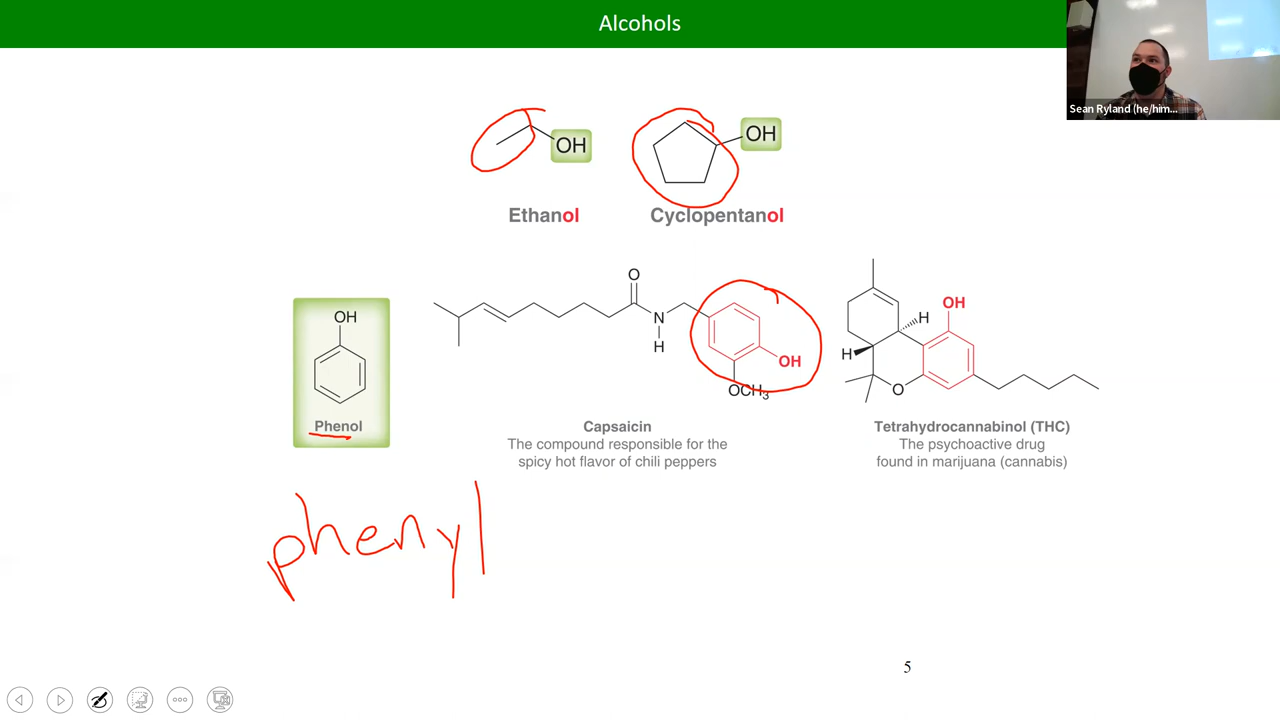 Alcohols
Sean Ryland (he/him...
OH
OH
Ethanol
Cyclopentanol
OH
Phenol
O
N
H
OH
OCH3
Capsaicin
The compound responsible for the
spicy hot flavor of chili peppers
OH
H
H
O
Tetrahydrocannabinol (THC)
The psychoactive drug
found in marijuana (cannabis)
phenyl
5